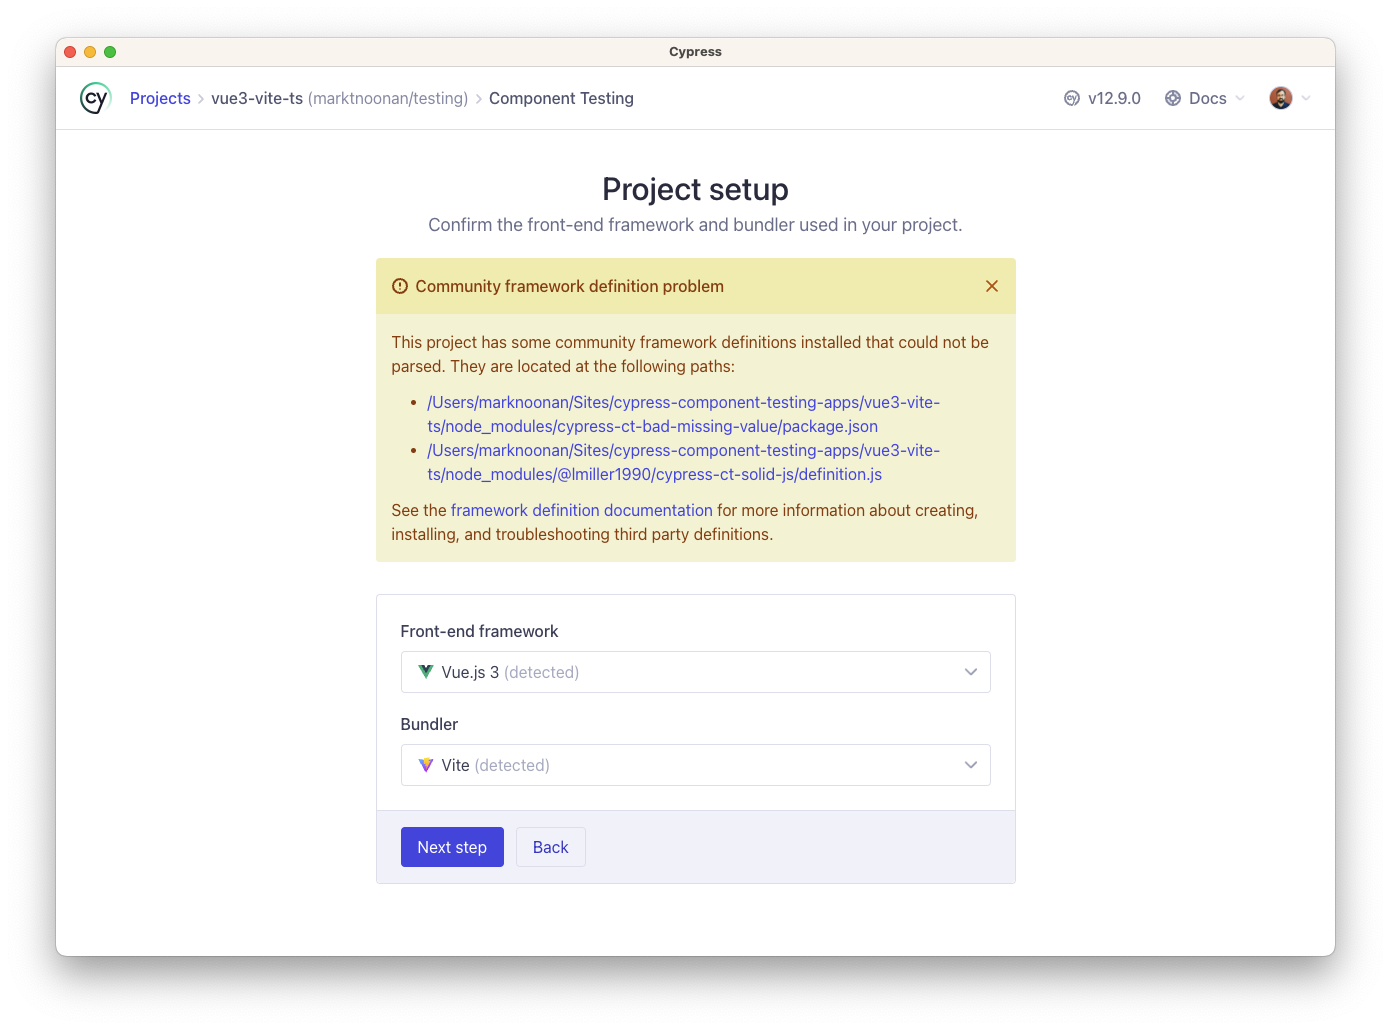 Cypress
cy Projects > vue3-vite-ts (marktnoonan/testing) > Component Testing
v12.9.0 Docs
Project setup
Confirm the front-end framework and bundler used in your project.
Community framework definition problem
This project has some community framework definitions installed that could not be
parsed. They are located at the following paths:
• /Users/marknoonan/Sites/cypress-component-testing-apps/vue3-vite-
ts/node_modules/cypress-ct-bad-missing-value/package.json
• /Users/marknoonan/Sites/cypress-component-testing-apps/vue3-vite-
ts/node_modules/@lmiller1990/cypress-ct-solid-js/definition.js
See the framework definition documentation for more information about creating,
installing, and troubleshooting third party definitions.
Front-end framework
Vue.js 3 (detected)
Bundler
Vite (detected)
Next step Back